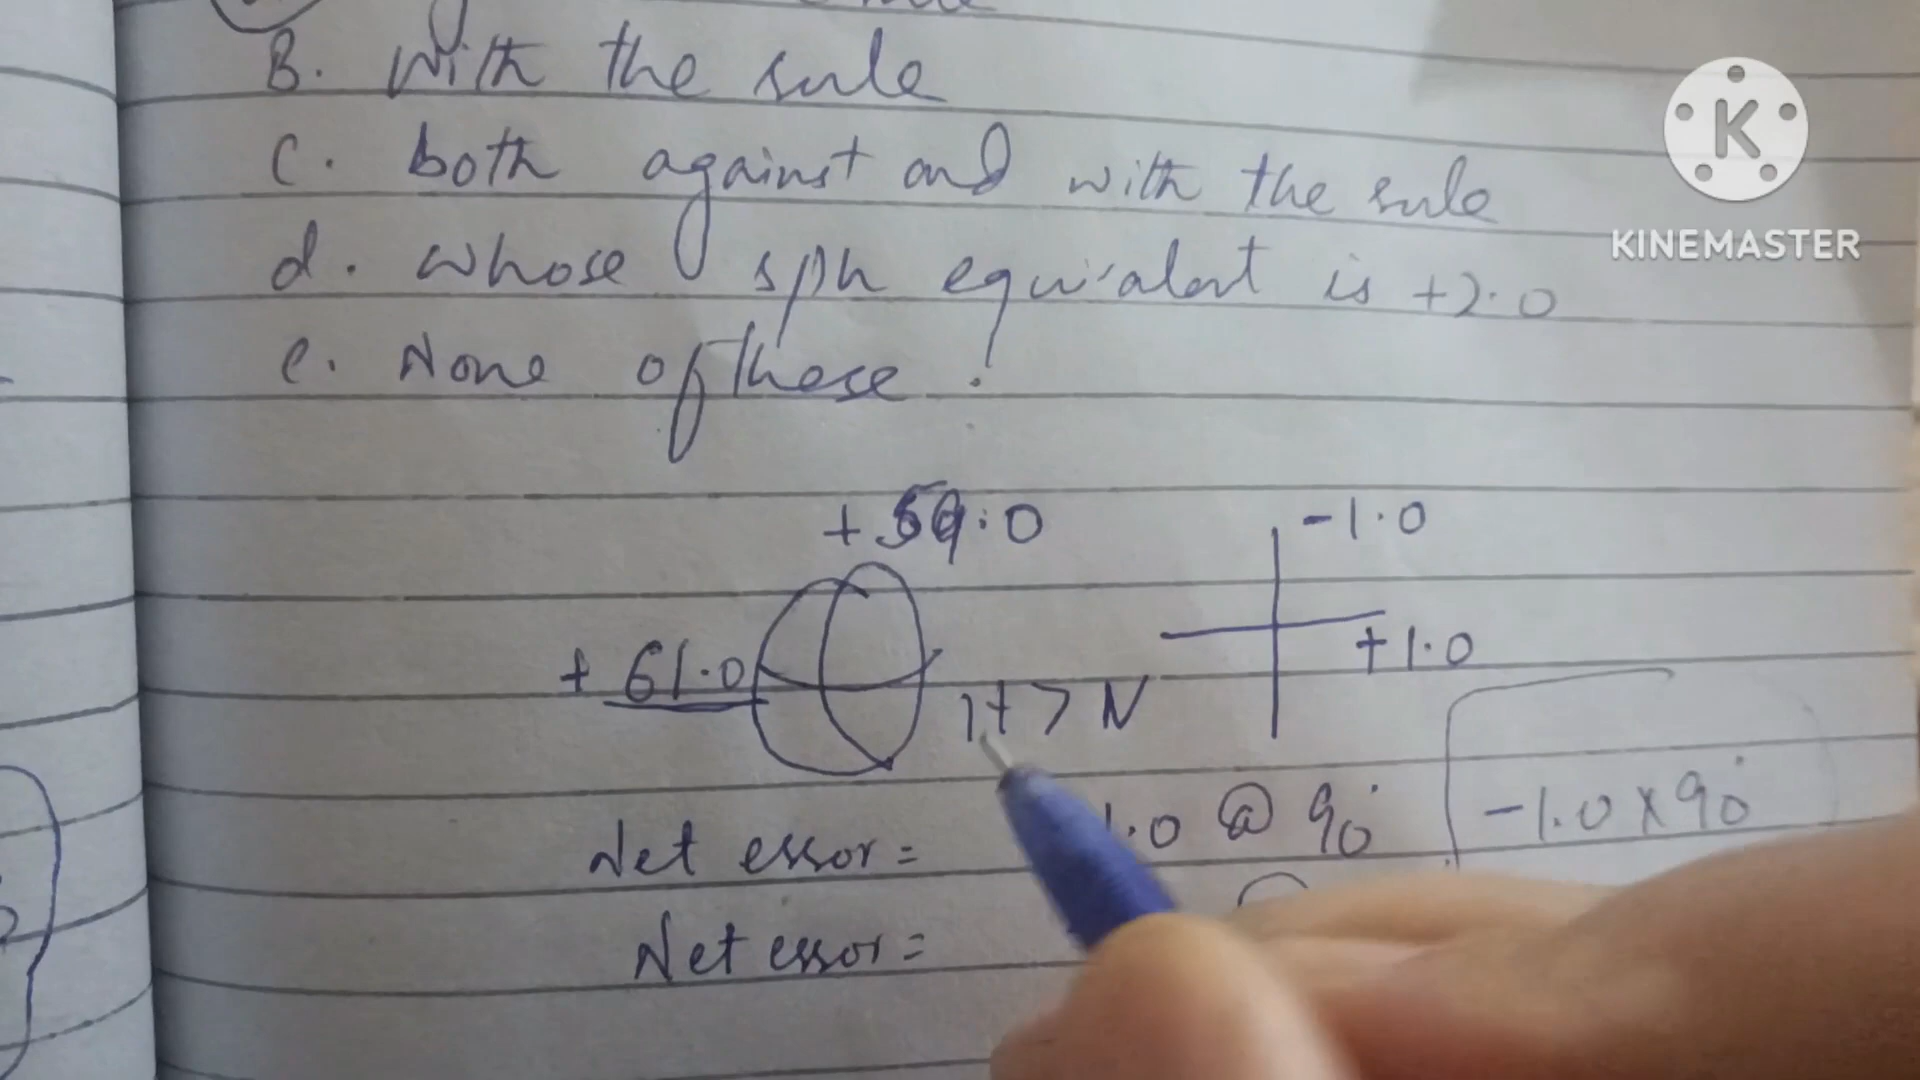 B. With the rule
C. both against and with the rule
d. whose sph equivalent is +2.0
e. None of these.
+59.0
-1.0
+61.0
+1.0
H > N
Net error = 1.0 @ 90°
-1.0 x 90°
Net error =
K
KINEMASTER